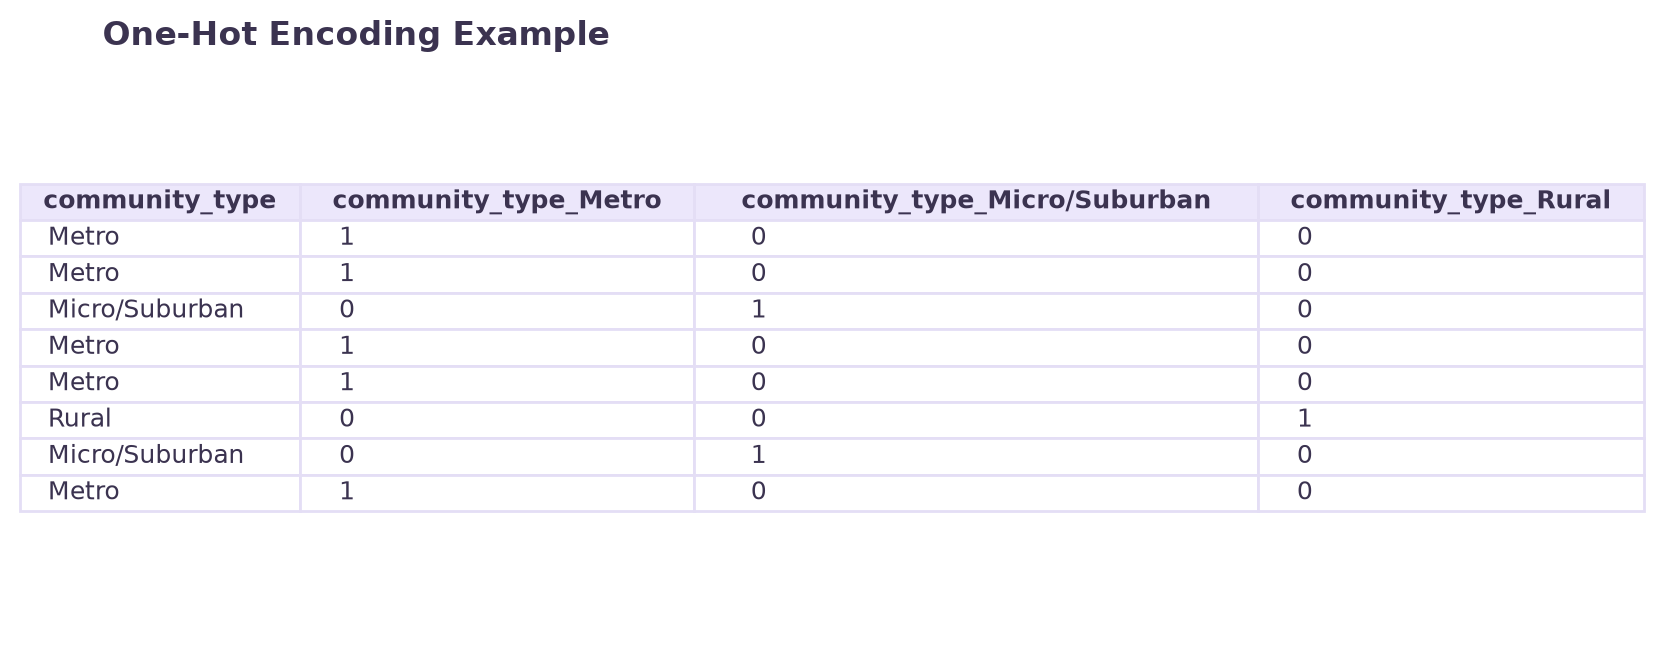 One-Hot Encoding Example
community_type community_type_Metro community_type_Micro/Suburban community_type_Rural
Metro 1 0 0
Metro 1 0 0
Micro/Suburban 0 1 0
Metro 1 0 0
Metro 1 0 0
Rural 0 0 1
Micro/Suburban 0 1 0
Metro 1 0 0